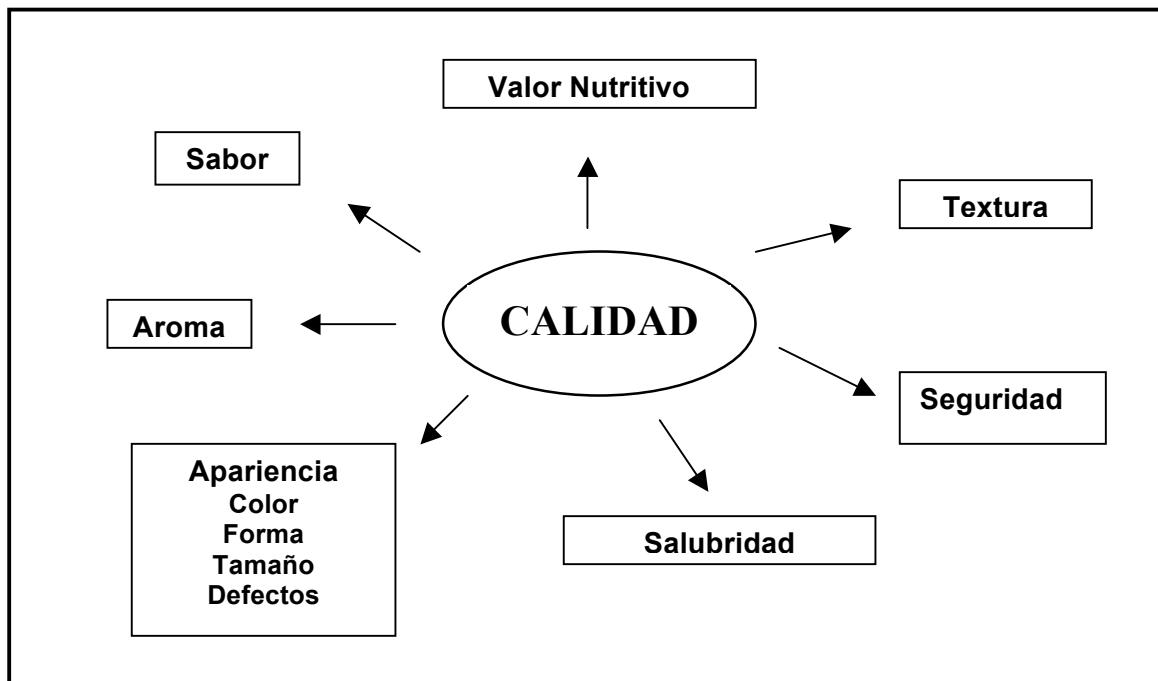 Valor Nutritivo
Sabor
Textura
Aroma
CALIDAD
Seguridad
Apariencia
Color
Forma
Tamaño
Defectos
Salubridad